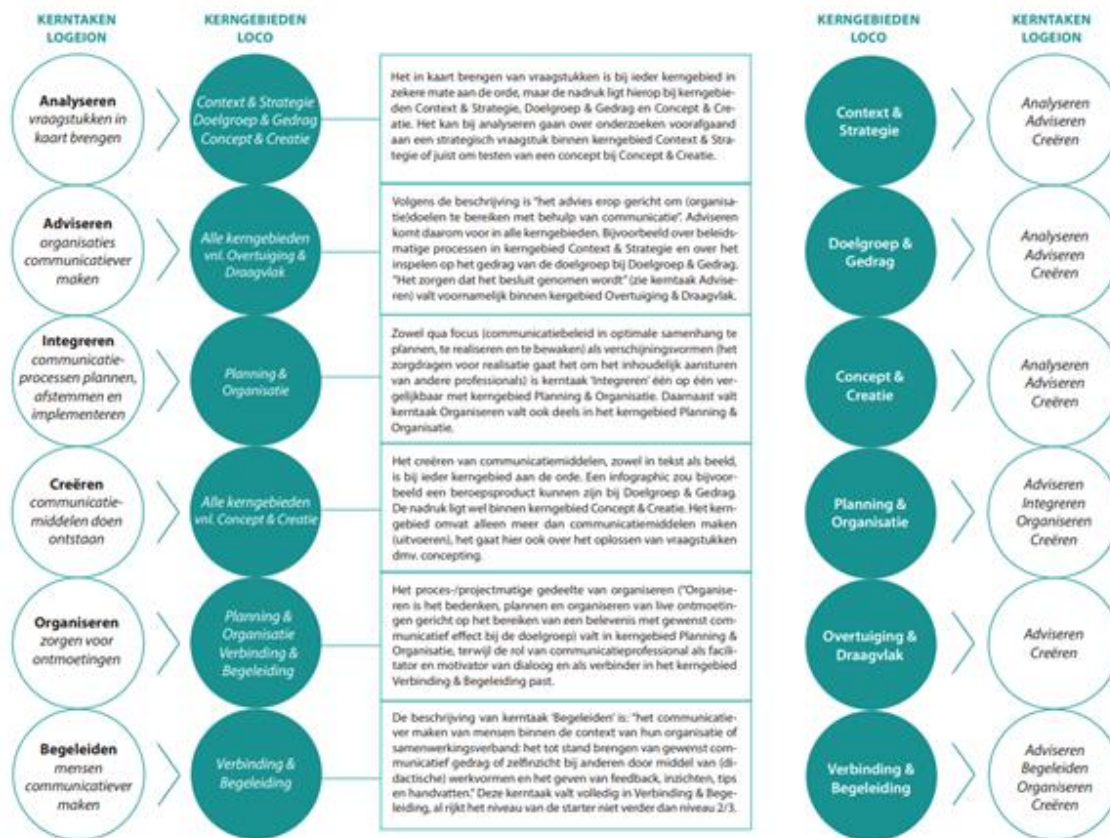 KERNTAKEN
LOGEION
KERNGEBIEDEN
LOCO
KERNGEBIEDEN
LOCO
KERNTAKEN
LOGEION
Analyseren
vraagstukken in
kaart brengen
Context & Strategie
Doelgroep & Gedrag
Concept & Creatie
Het in kaart brengen van vraagstukken is bij ieder kerngebied in
zekere mate aan de orde, maar de nadruk ligt hierop bij kerngebie-
den Context & Strategie, Doelgroep & Gedrag en Concept & Cre-
atie. Het kan bij analyseren gaan over onderzoeken voorafgaand
aan een strategisch vraagstuk binnen kerngebied Context & Stra-
tegie of juist om testen van een concept bij Concept & Creatie.
Context &
Strategie
Analyseren
Adviseren
Creëren
Adviseren
organisaties
communicatiever
maken
Alle kerngebieden
vnl. Overtuiging &
Draagvlak
Volgens de beschrijving is "het advies erop gericht om (organisa-
tie)doelen te bereiken met behulp van communicatie". Adviseren
komt daarom voor in alle kerngebieden. Bijvoorbeeld over beleids-
matige processen in kerngebied Context & Strategie en over het
inspelen op het gedrag van de doelgroep bij Doelgroep & Gedrag.
"Het zorgen dat het besluit genomen wordt" (zie kerntaak Advise-
ren) valt voornamelijk binnen kergebied Overtuiging & Draagvlak.
Doelgroep &
Gedrag
Analyseren
Adviseren
Creëren
Integreren
communicatie-
processen plannen,
afstemmen en
implementeren
Planning &
Organisatie
Zowel qua focus (communicatiebeleid in optimale samenhang te
plannen, te realiseren en te bewaken) als verschijningsvormen (het
zorgdragen voor realisatie gaat het om het inhoudelijk aansturen
van andere professionals) is kerntaak 'Integreren' één op één ver-
gelijkbaar met kerngebied Planning & Organisatie. Daarnaast valt
kerntaak Organiseren valt ook deels in het kerngebied Planning &
Organisatie.
Concept &
Creatie
Analyseren
Adviseren
Creëren
Creëren
communicatie-
middelen doen
ontstaan
Alle kerngebieden
vnl. Concept & Creatie
Het creëren van communicatiemiddelen, zowel in tekst als beeld,
is bij ieder kerngebied aan de orde. Een infographic zou bijvoor-
beeld een beroepsproduct kunnen zijn bij Doelgroep & Gedrag.
De nadruk ligt wel binnen kerngebied Concept & Creatie. Het kern-
gebied omvat alleen meer dan communicatiemiddelen maken
(uitvoeren), het gaat hier ook over het oplossen van vraagstukken
dmv. concepting.
Planning &
Organisatie
Adviseren
Integreren
Organiseren
Creëren
Organiseren
zorgen voor
ontmoetingen
Planning &
Organisatie
Verbinding &
Begeleiding
Het proces-/projectmatige gedeelte van organiseren ("Organise-
ren is het bedenken, plannen en organiseren van live ontmoetin-
gen gericht op het bereiken van een belevenis met gewenst com-
municatief effect bij de doelgroep) valt in kerngebied Planning &
Organisatie, terwijl de rol van communicatieprofessional als facili-
tator en motivator van dialoog en als verbinder in het kerngebied
Verbinding & Begeleiding past.
Overtuiging &
Draagvlak
Adviseren
Creëren
Begeleiden
mensen
communicatiever
maken
Verbinding &
Begeleiding
De beschrijving van kerntaak 'Begeleiden' is: "het communicatie-
ver maken van mensen binnen de context van hun organisatie of
samenwerkingsverband: het tot stand brengen van gewenst com-
municatief gedrag of zelfinzicht bij anderen door middel van (di-
dactische) werkvormen en het geven van feedback, inzichten, tips
en handvatten." Deze kerntaak valt volledig in Verbinding & Bege-
leiding, al rijkt het niveau van de starter niet verder dan niveau 2/3.
Verbinding &
Begeleiding
Adviseren
Begeleiden
Organiseren
Creëren